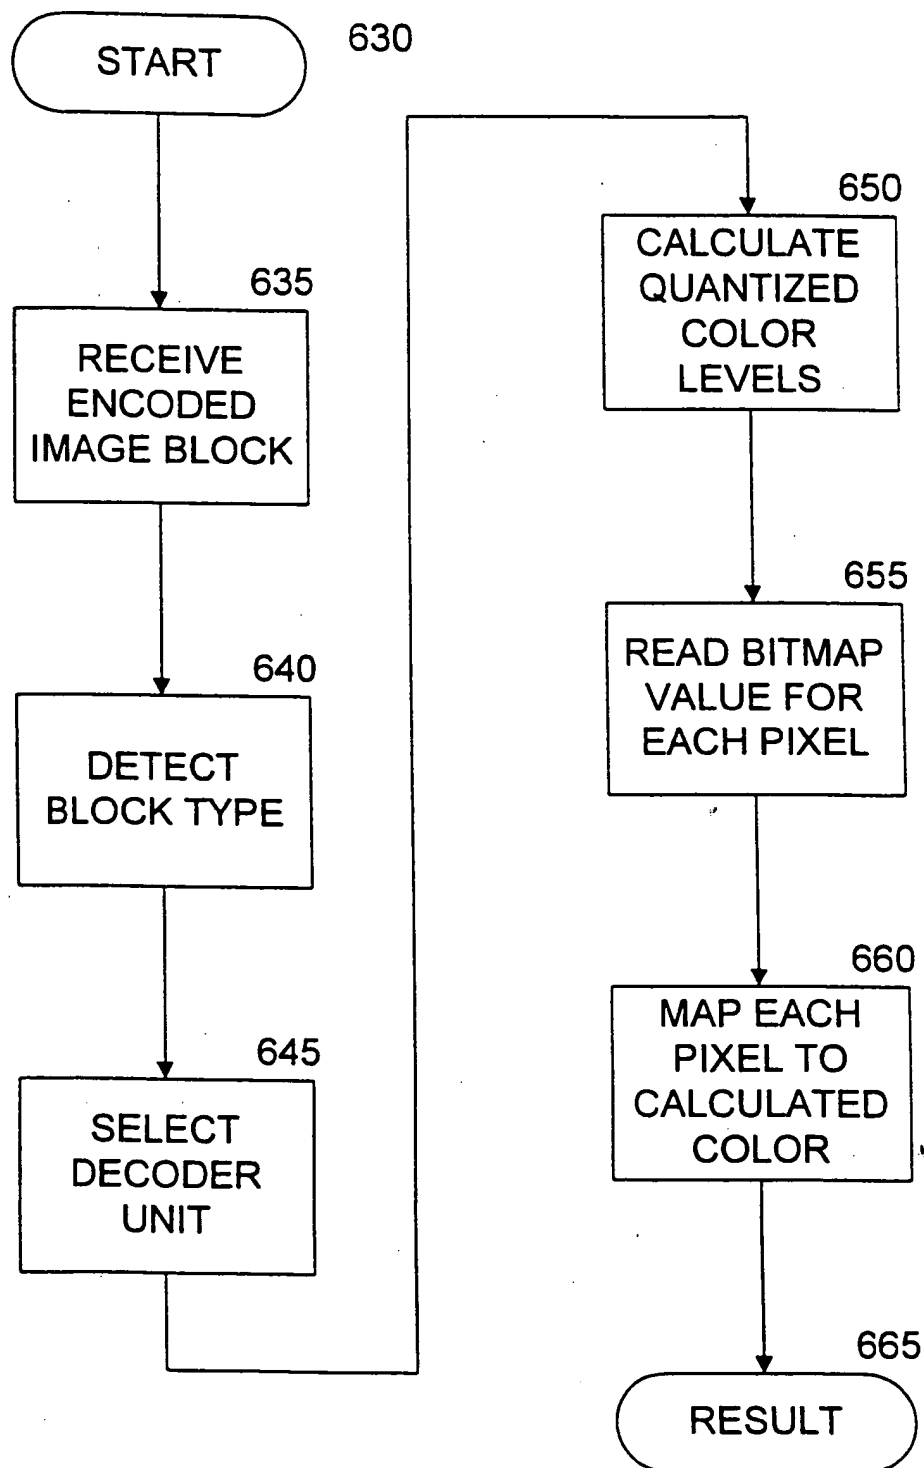 START
630
635
RECEIVE
ENCODED
IMAGE BLOCK
640
DETECT
BLOCK TYPE
645
SELECT
DECODER
UNIT
650
CALCULATE
QUANTIZED
COLOR
LEVELS
655
READ BITMAP
VALUE FOR
EACH PIXEL
660
MAP EACH
PIXEL TO
CALCULATED
COLOR
665
RESULT